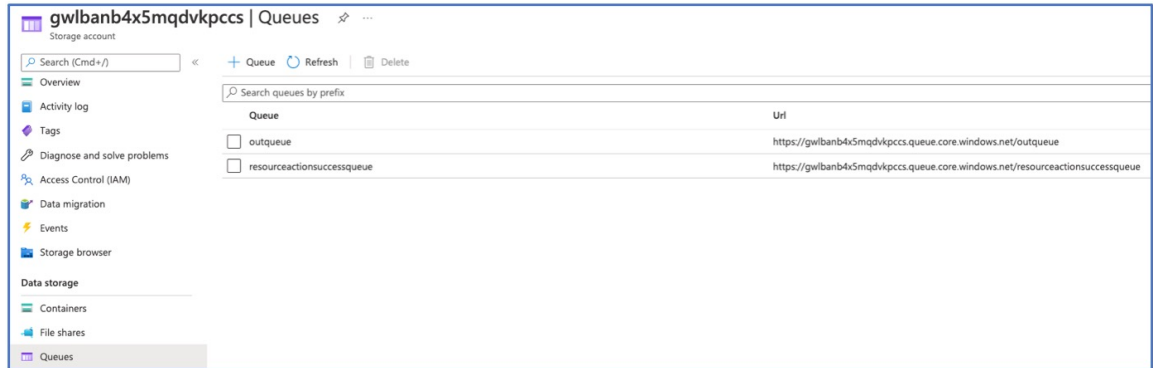 gwlbanb4x5mqdvkpccs | Queues
Storage account
Search (Cmd+/)
«
Overview
Activity log
Tags
Diagnose and solve problems
Access Control (IAM)
Data migration
Events
Storage browser
Data storage
Containers
File shares
Queues
+ Queue Refresh Delete
Search queues by prefix
Queue Url
outqueue https://gwlbanb4x5mqdvkpccs.queue.core.windows.net/outqueue
resourceactionsuccessqueue https://gwlbanb4x5mqdvkpccs.queue.core.windows.net/resourceactionsuccessqueue